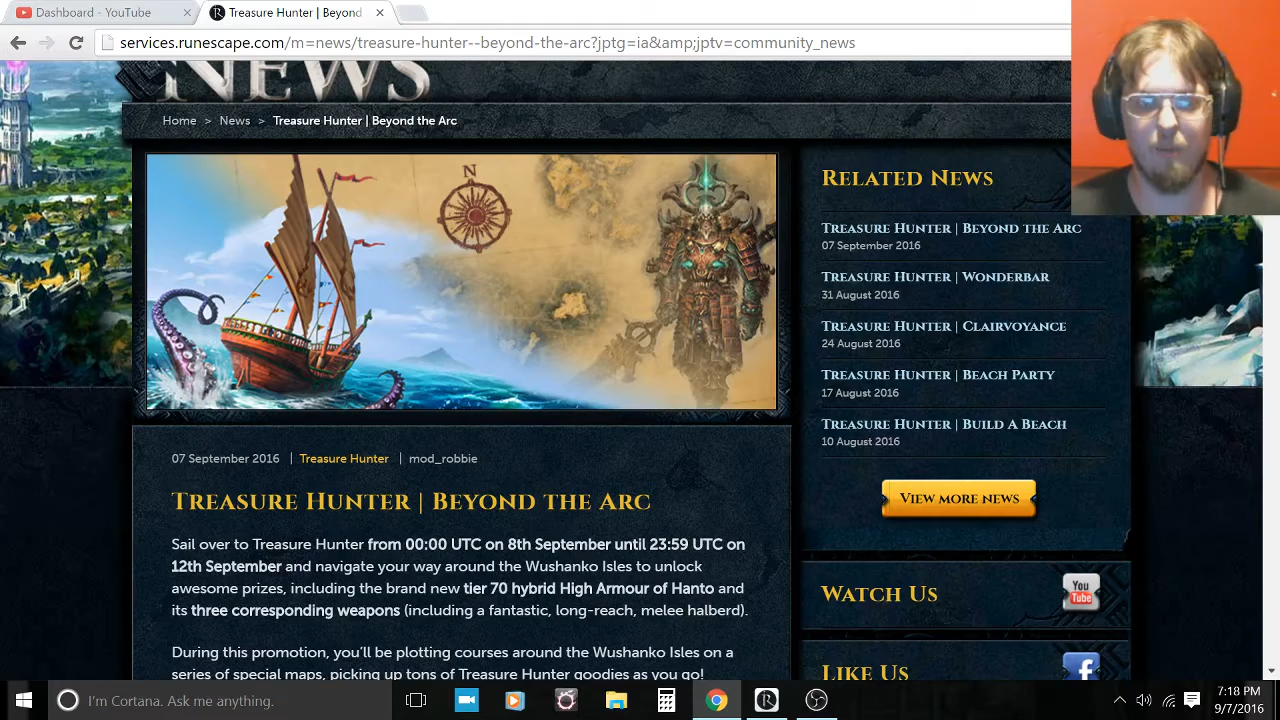 Dashboard - YouTube
Treasure Hunter | Beyond
services.runescape.com/m=news/treasure-hunter--beyond-the-arc?jptg=ia&amp;jptv=community_news
NEWS
Home > News > Treasure Hunter | Beyond the Arc
N
RELATED NEWS
TREASURE HUNTER | BEYOND THE ARC
07 September 2016
TREASURE HUNTER | WONDERBAR
31 August 2016
TREASURE HUNTER | CLAIRVOYANCE
24 August 2016
TREASURE HUNTER | BEACH PARTY
17 August 2016
TREASURE HUNTER | BUILD A BEACH
10 August 2016
VIEW MORE NEWS
07 September 2016 | Treasure Hunter | mod_robbie
TREASURE HUNTER | BEYOND THE ARC
Sail over to Treasure Hunter from 00:00 UTC on 8th September until 23:59 UTC on
12th September and navigate your way around the Wushanko Isles to unlock
awesome prizes, including the brand new tier 70 hybrid High Armour of Hanto and
its three corresponding weapons (including a fantastic, long-reach, melee halberd).
During this promotion, you'll be plotting courses around the Wushanko Isles on a
series of special maps, picking up tons of Treasure Hunter goodies as you go!
WATCH US
You
Tube
LIKE US
f
I'm Cortana. Ask me anything.
7:18 PM
9/7/2016